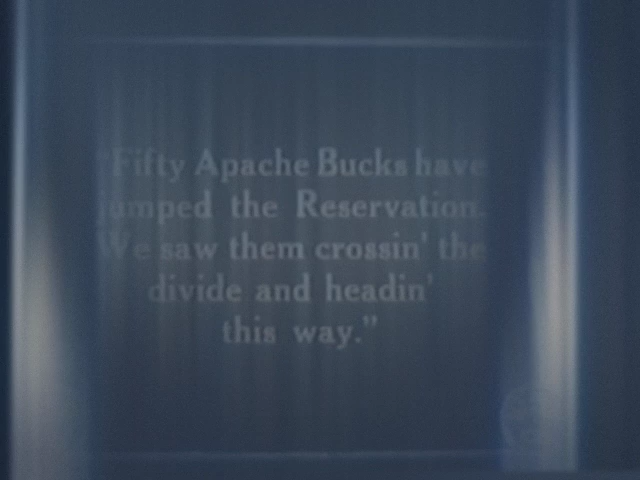 "Fifty Apache Bucks have
jumped the Reservation.
We saw them crossin' the
divide and headin'
this way."